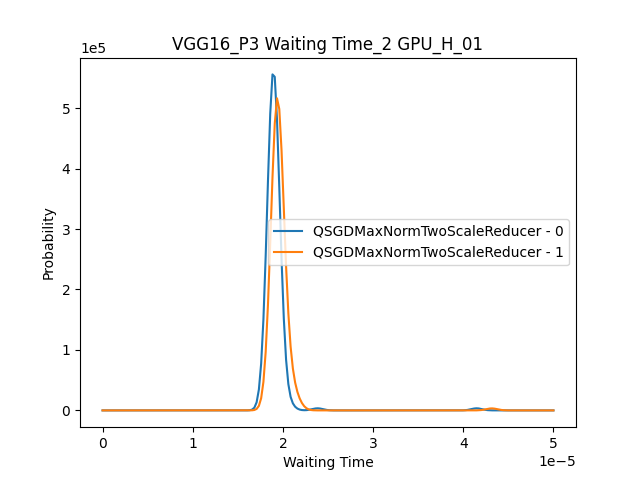 VGG16_P3 Waiting Time_2 GPU_H_01
1e5
5
4
3
2
1
0
Probability
QSGDMaxNormTwoScaleReducer - 0
QSGDMaxNormTwoScaleReducer - 1
0 1 2 3 4 5
1e−5
Waiting Time